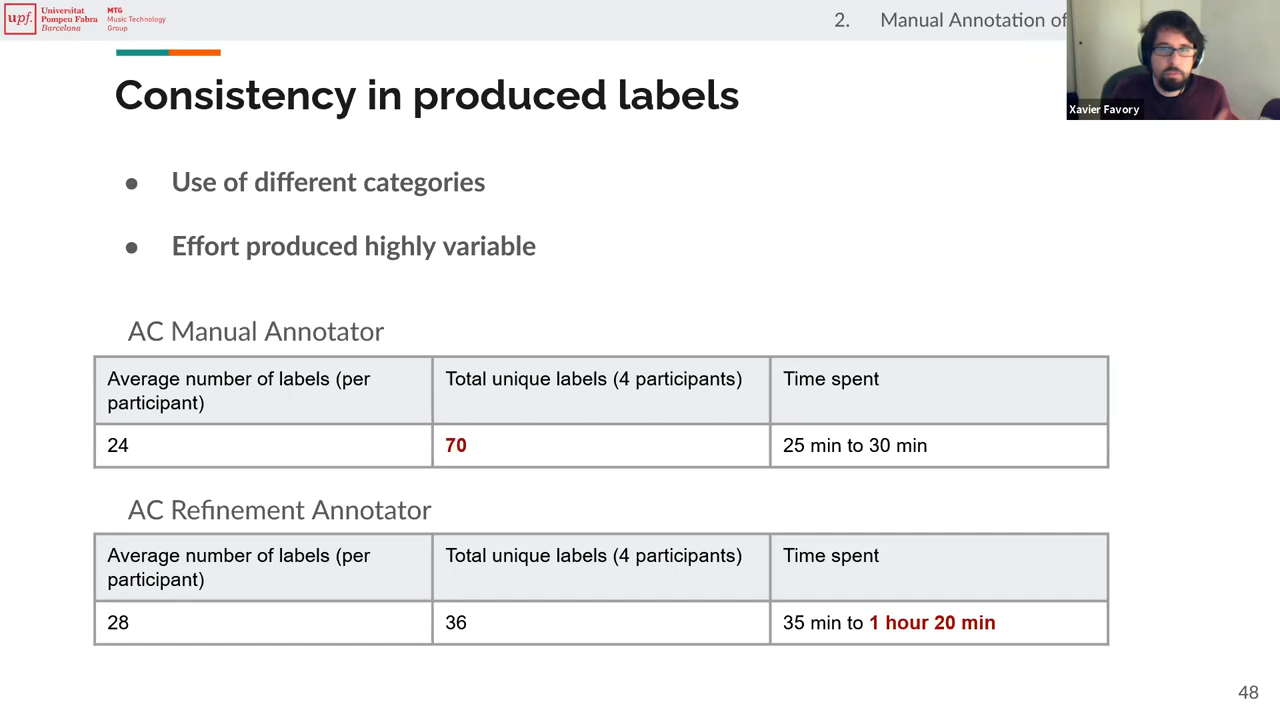 upf. Universitat Pompeu Fabra Barcelona
MTG Music Technology Group
2. Manual Annotation of
Xavier Favory
Consistency in produced labels
● Use of different categories
● Effort produced highly variable
AC Manual Annotator
Average number of labels (per participant) Total unique labels (4 participants) Time spent
24 70 25 min to 30 min
AC Refinement Annotator
Average number of labels (per participant) Total unique labels (4 participants) Time spent
28 36 35 min to 1 hour 20 min
48